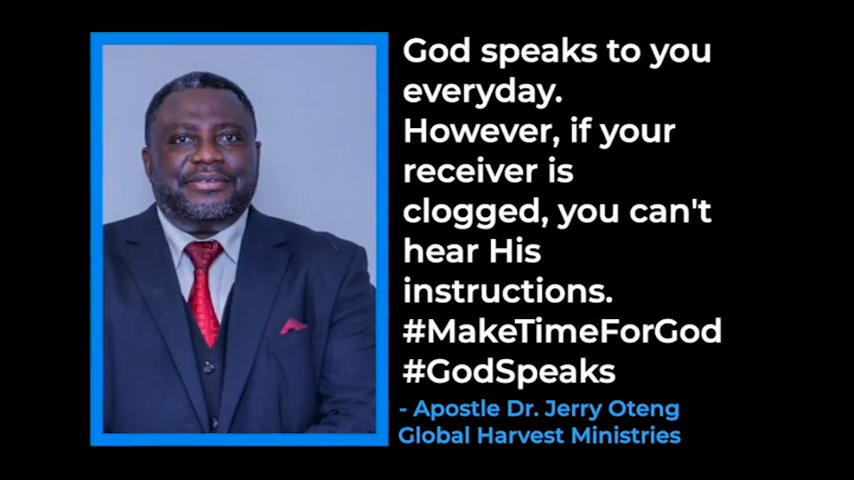 God speaks to you
everyday.
However, if your
receiver is
clogged, you can't
hear His
instructions.
#MakeTimeForGod
#GodSpeaks
- Apostle Dr. Jerry Oteng
Global Harvest Ministries